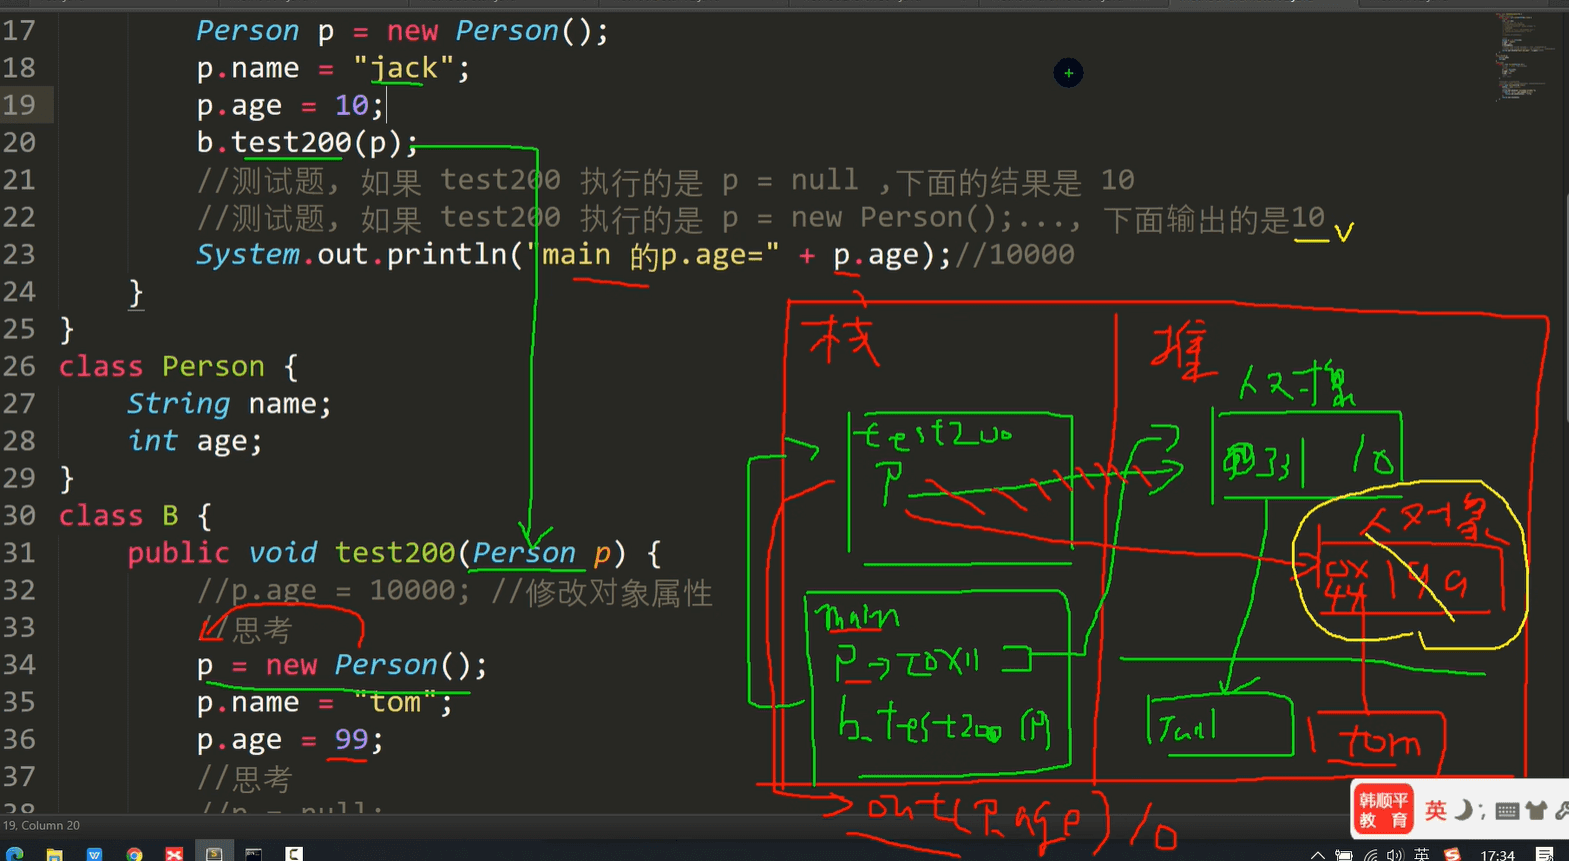 17 Person p = new Person();
18 p.name = "jack";
19 p.age = 10;
20 b.test200(p);
21 //测试题, 如果 test200 执行的是 p = null ,下面的结果是 10
22 //测试题, 如果 test200 执行的是 p = new Person();..., 下面输出的是10
23 System.out.println("main 的p.age=" + p.age);//10000
24 }
25 }
26 class Person {
27 String name;
28 int age;
29 }
30 class B {
31 public void test200(Person p) {
32 //p.age = 10000; //修改对象属性
33 //思考
34 p = new Person();
35 p.name = "tom";
36 p.age = 99;
37 //思考
38 //p = null;
栈
堆
人对象
test200
P
10
人对象
0x
44
main
P
b.test200(P)
tom
out(P.age) 10
韩顺平
教育
英
19, Column 20
英
17:34